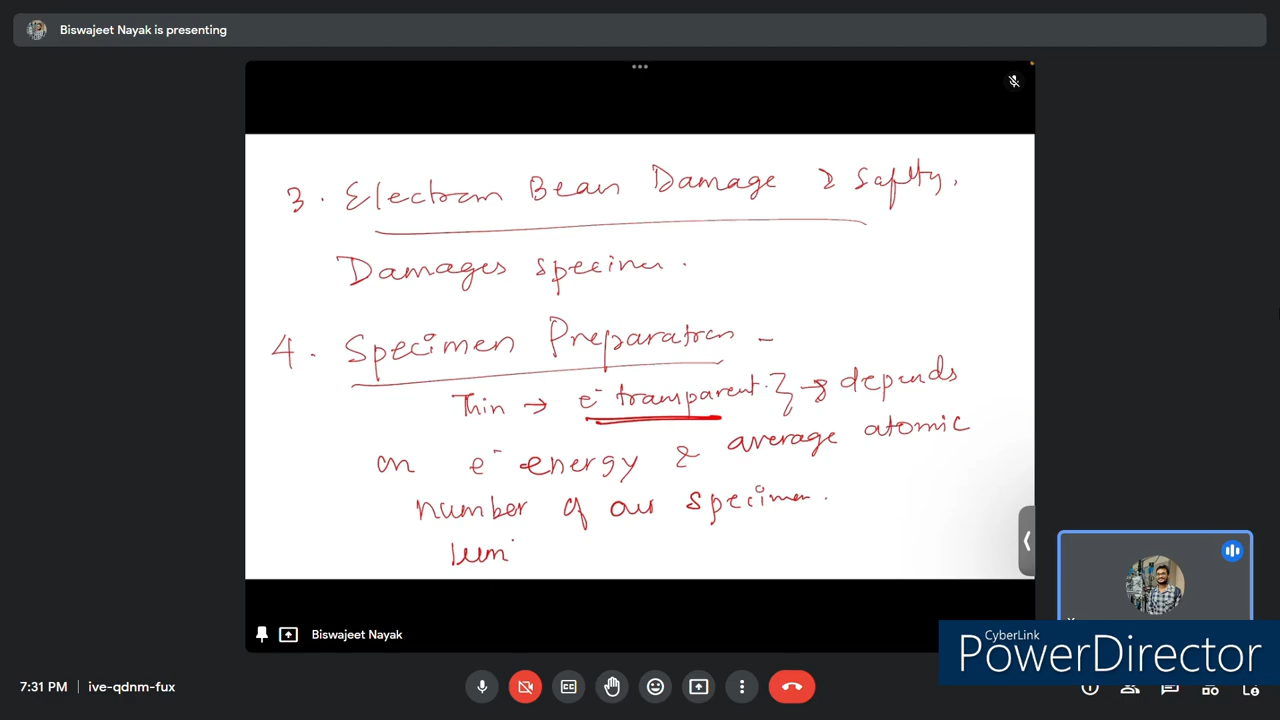 Biswajeet Nayak is presenting
3. Electron Beam Damage & Safety.
Damages specimen.
4. Specimen Preparation –
Thin → e⁻ transparent. } → depends
on e⁻ energy & average atomic
number of our specimen.
Biswajeet Nayak
CyberLink
PowerDirector
7:31 PM | ive-qdnm-fux